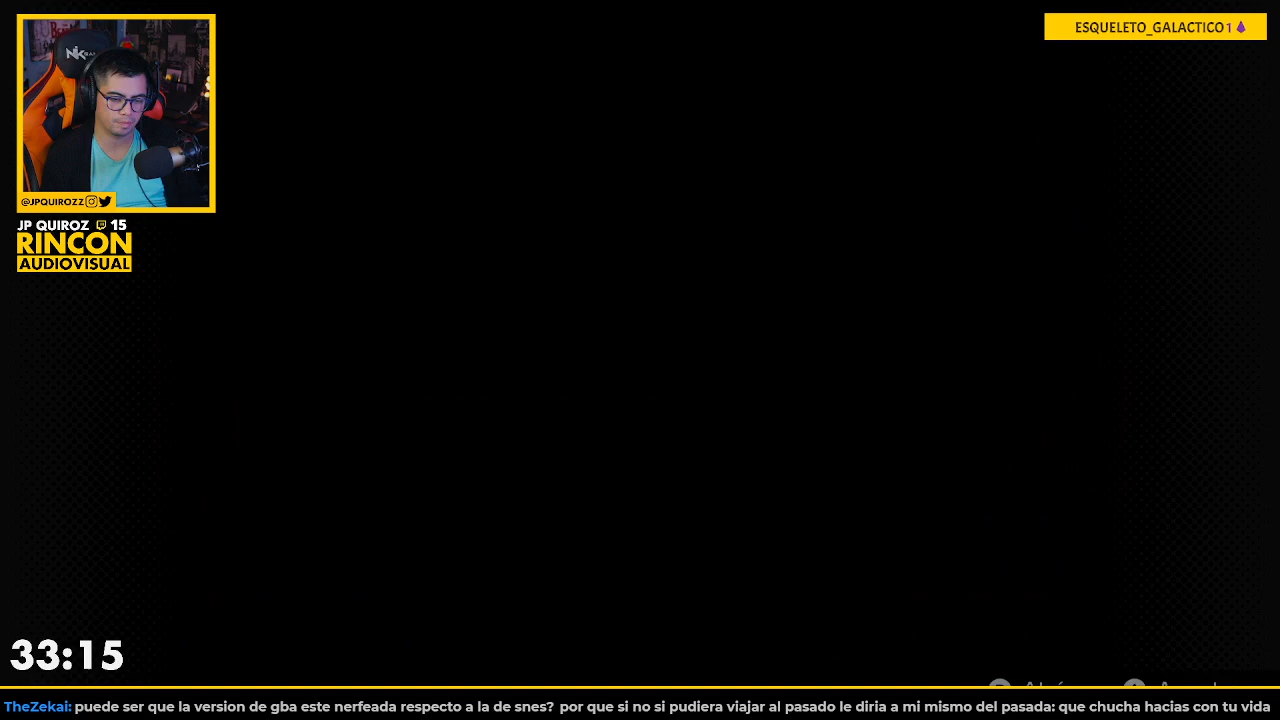 ESQUELETO_GALACTICO 1
@JPQUIROZZ
JP QUIROZ 15
RINCON
AUDIOVISUAL
33:15
TheZekai: puede ser que la version de gba este nerfeada respecto a la de snes? por que si no si pudiera viajar al pasado le diria a mi mismo del pasada: que chucha hacias con tu vida